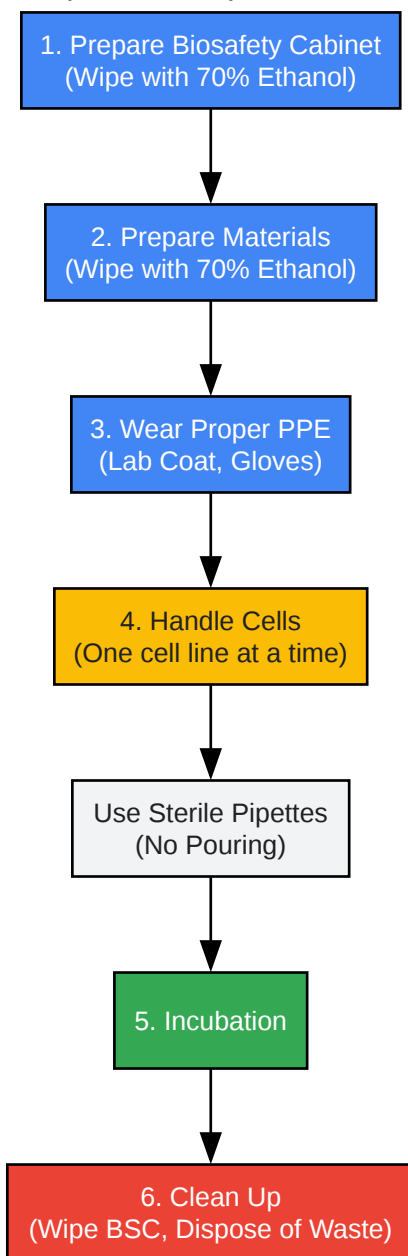 1. Prepare Biosafety Cabinet
(Wipe with 70% Ethanol)
2. Prepare Materials
(Wipe with 70% Ethanol)
3. Wear Proper PPE
(Lab Coat, Gloves)
4. Handle Cells
(One cell line at a time)
Use Sterile Pipettes
(No Pouring)
5. Incubation
6. Clean Up
(Wipe BSC, Dispose of Waste)